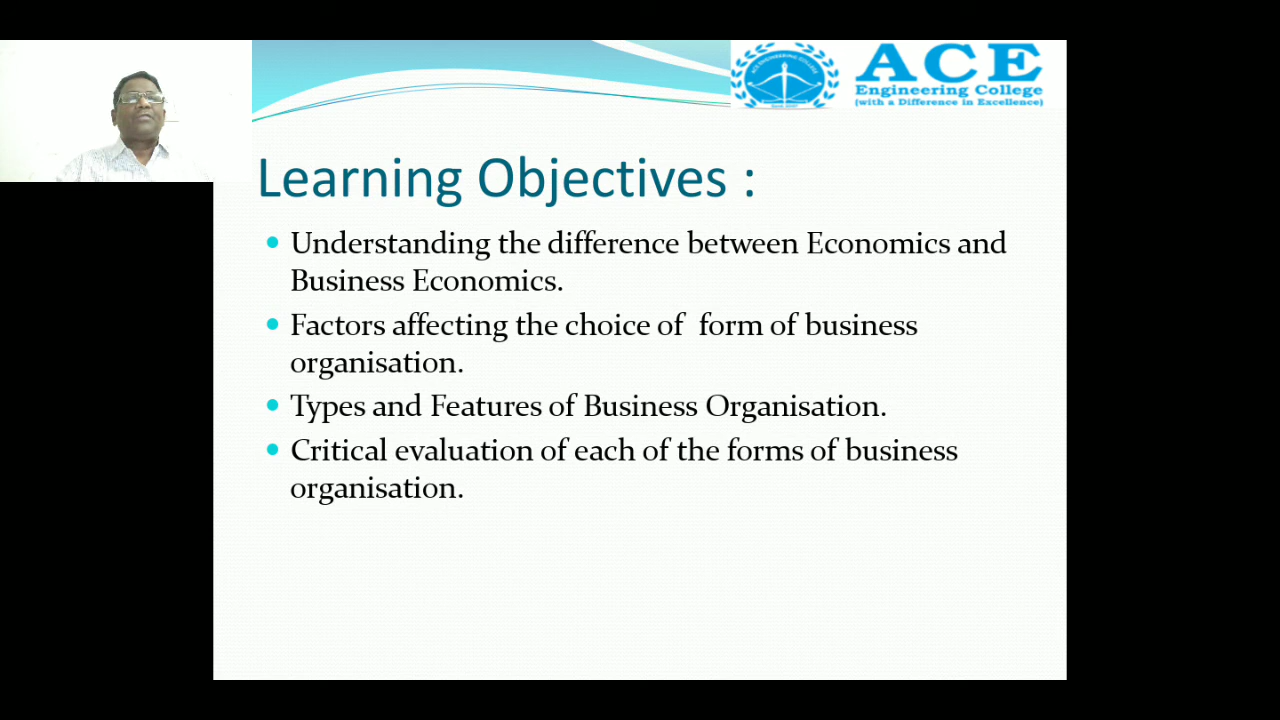 ACE
Engineering College
(with a Difference in Excellence)
Learning Objectives :
Understanding the difference between Economics and
Business Economics.
Factors affecting the choice of  form of business
organisation.
Types and Features of Business Organisation.
Critical evaluation of each of the forms of business
organisation.